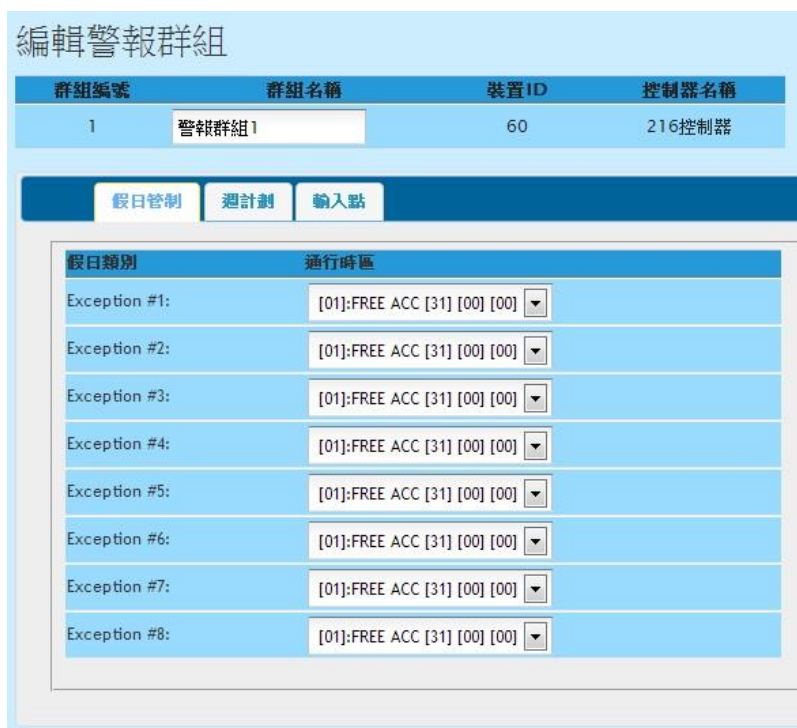 編輯警報群組
群組編號 群組名稱 裝置ID 控制器名稱
1 警報群組1 60 216控制器
假日管制 週計劃 輸入點
假日類別 通行時區
Exception #1: [01]:FREE ACC [31] [00] [00]
Exception #2: [01]:FREE ACC [31] [00] [00]
Exception #3: [01]:FREE ACC [31] [00] [00]
Exception #4: [01]:FREE ACC [31] [00] [00]
Exception #5: [01]:FREE ACC [31] [00] [00]
Exception #6: [01]:FREE ACC [31] [00] [00]
Exception #7: [01]:FREE ACC [31] [00] [00]
Exception #8: [01]:FREE ACC [31] [00] [00]